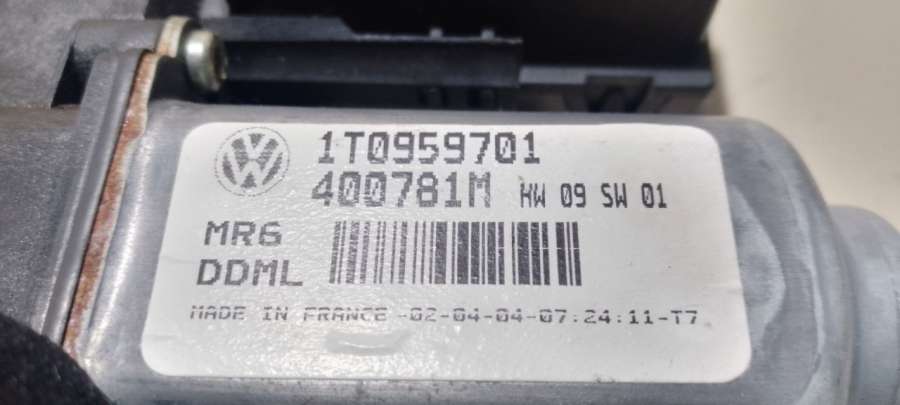 1T0959701
400781M HW 09 SW 01
MR6
DDML
MADE IN FRANCE -02-04-04-07:24:11-T7